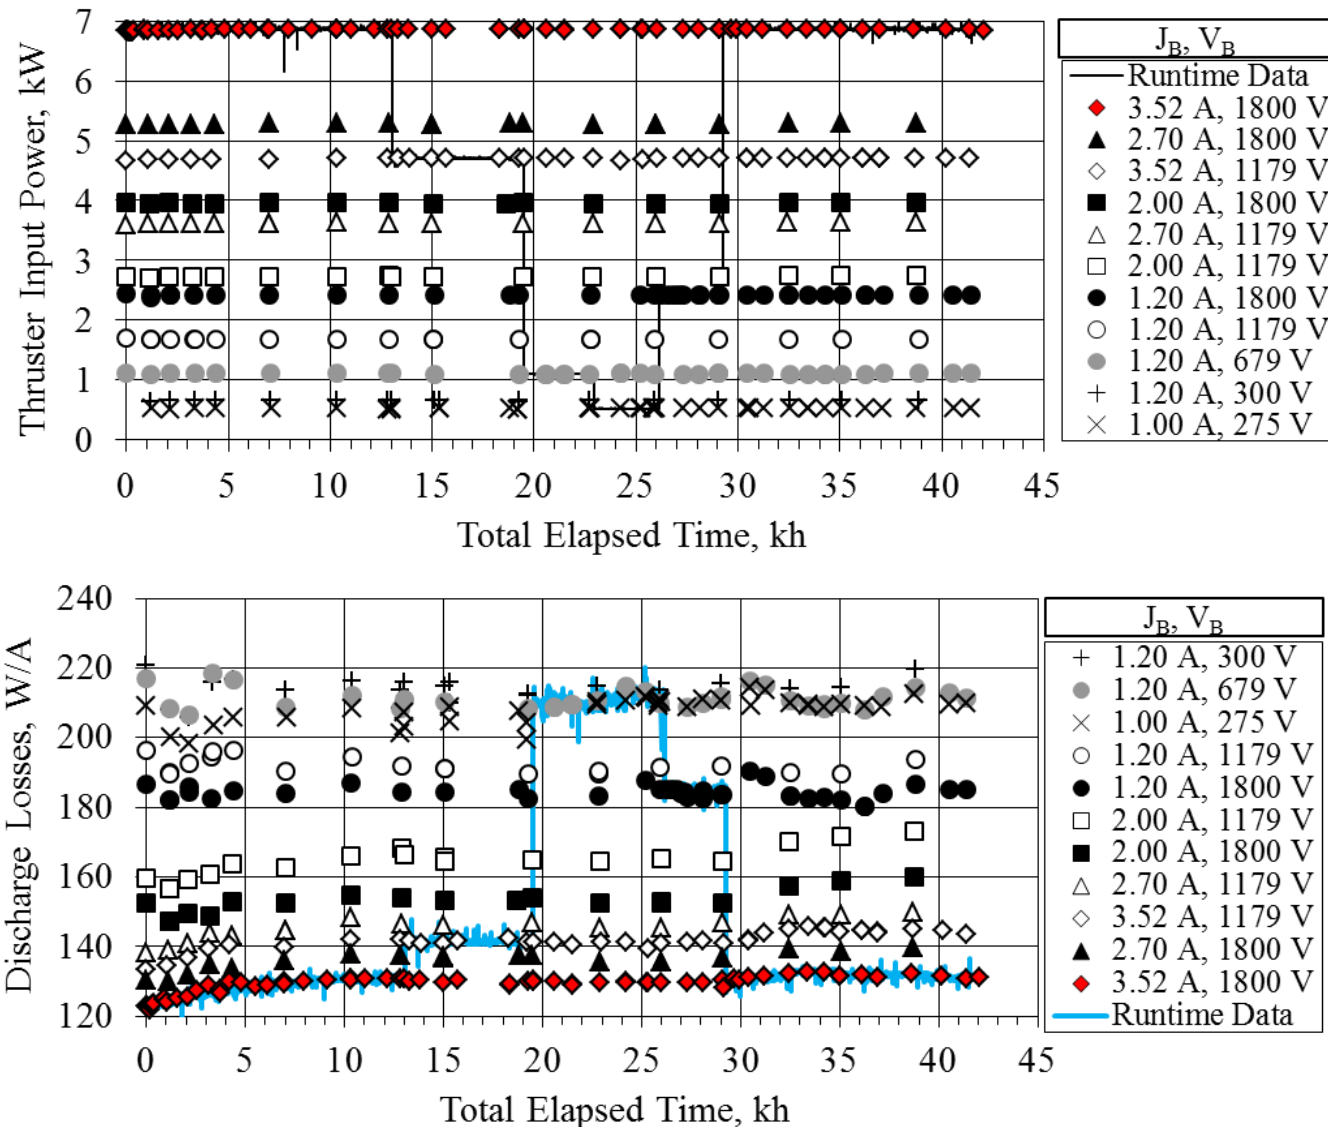 Thruster Input Power, kW
7
6
5
4
3
2
1
0
0 5 10 15 20 25 30 35 40 45
Total Elapsed Time, kh
J_B, V_B
Runtime Data
3.52 A, 1800 V
2.70 A, 1800 V
3.52 A, 1179 V
2.00 A, 1800 V
2.70 A, 1179 V
2.00 A, 1179 V
1.20 A, 1800 V
1.20 A, 1179 V
1.20 A, 679 V
1.20 A, 300 V
1.00 A, 275 V
Discharge Losses, W/A
240
220
200
180
160
140
120
0 5 10 15 20 25 30 35 40 45
Total Elapsed Time, kh
J_B, V_B
1.20 A, 300 V
1.20 A, 679 V
1.00 A, 275 V
1.20 A, 1179 V
1.20 A, 1800 V
2.00 A, 1179 V
2.00 A, 1800 V
2.70 A, 1179 V
3.52 A, 1179 V
2.70 A, 1800 V
3.52 A, 1800 V
Runtime Data